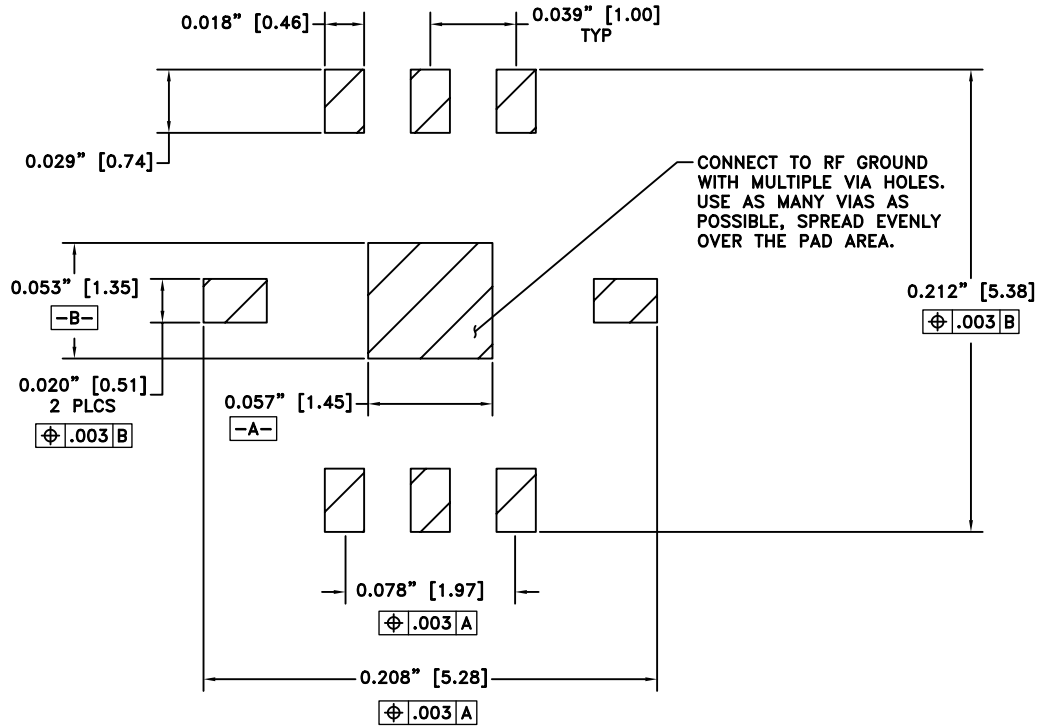 0.018” [0.46]
0.039” [1.00]
TYP
0.029” [0.74]
CONNECT TO RF GROUND
WITH MULTIPLE VIA HOLES.
USE AS MANY VIAS AS
POSSIBLE, SPREAD EVENLY
OVER THE PAD AREA.
0.053” [1.35]
-B-
0.212” [5.38]
⌖ .003 B
0.020” [0.51]
2 PLCS
⌖ .003 B
0.057” [1.45]
-A-
0.078” [1.97]
⌖ .003 A
0.208” [5.28]
⌖ .003 A